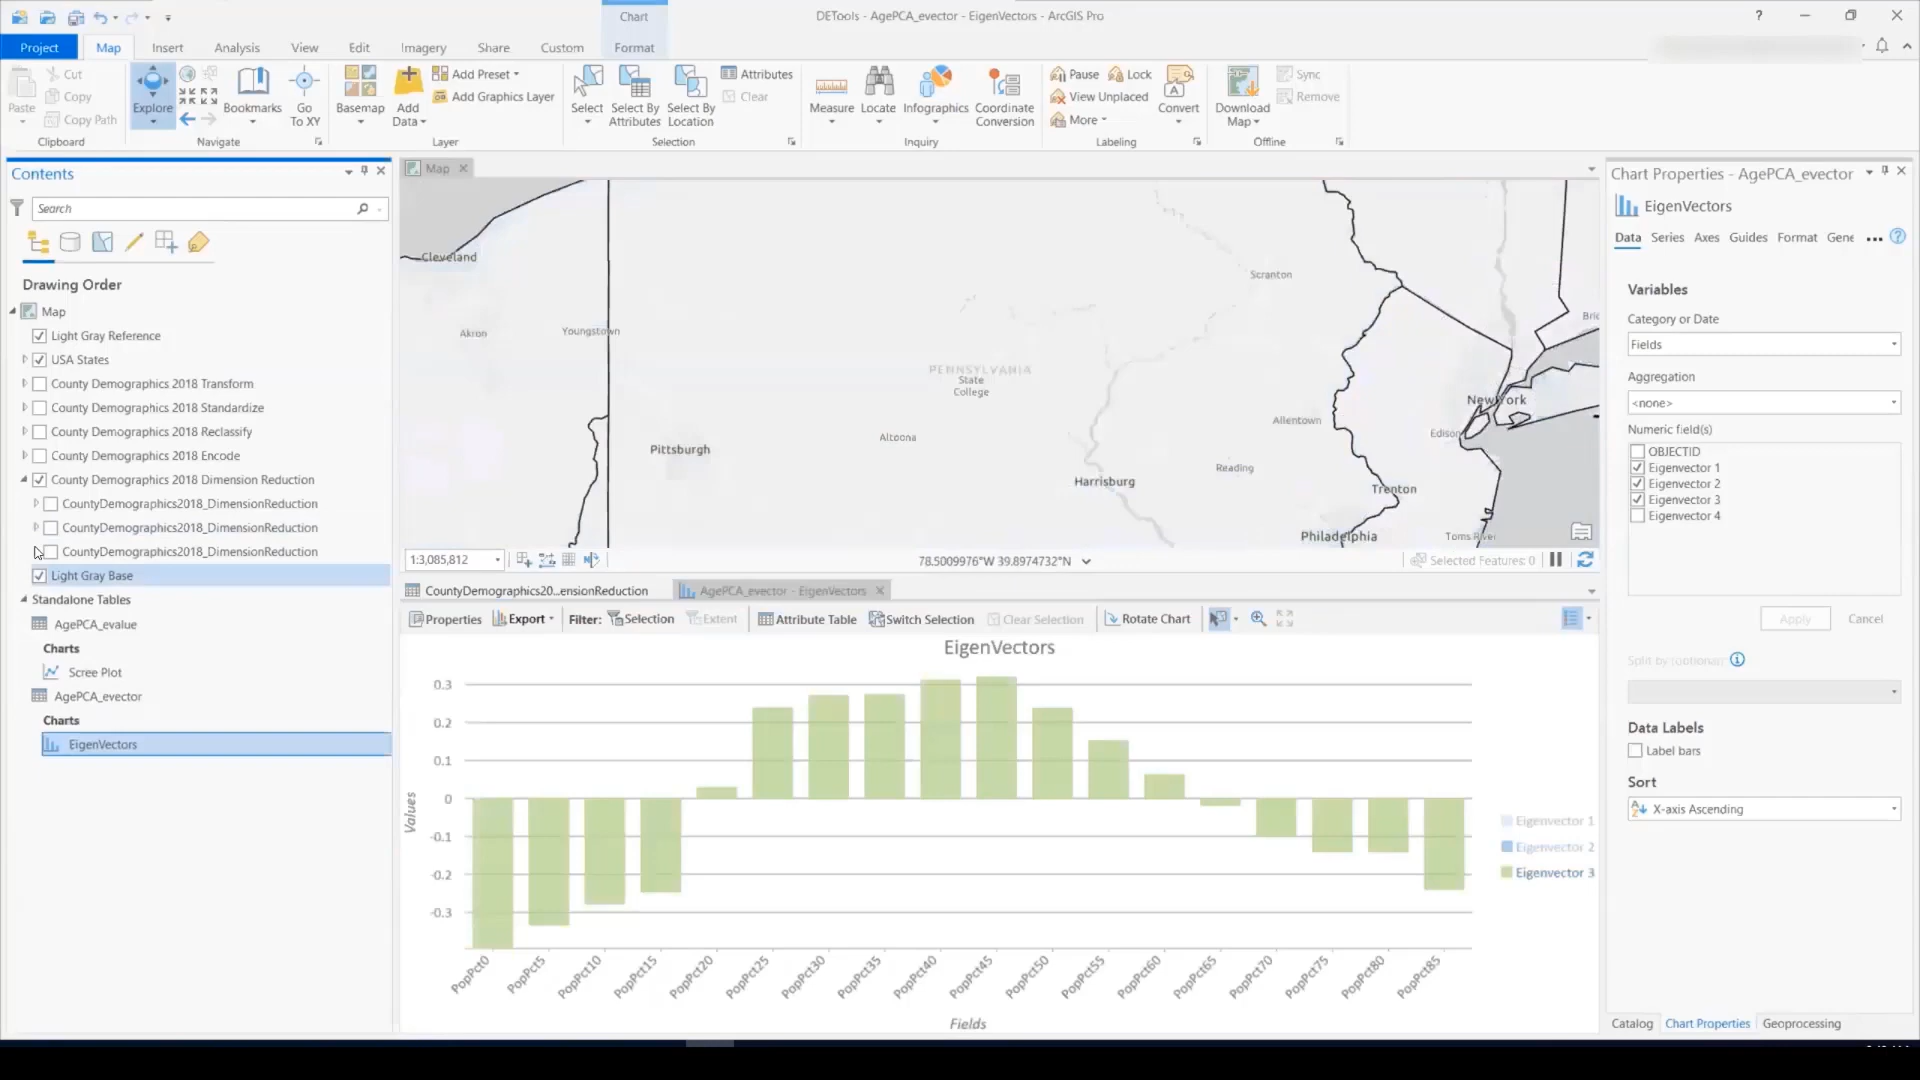 Chart
DETools - AgePCA_evector - EigenVectors - ArcGIS Pro
?
Project Map Insert Analysis View Edit Imagery Share Custom Format
Paste Cut Copy Copy Path
Clipboard
Explore Bookmarks Go To XY
Navigate
Basemap Add Data Add Preset Add Graphics Layer
Layer
Select Select By Attributes Select By Location Attributes Clear
Selection
Measure Locate Infographics Coordinate Conversion
Inquiry
Pause Lock View Unplaced More Convert
Labeling
Download Map Sync Remove
Offline
Contents
Search
Drawing Order
Map
Light Gray Reference
USA States
County Demographics 2018 Transform
County Demographics 2018 Standardize
County Demographics 2018 Reclassify
County Demographics 2018 Encode
County Demographics 2018 Dimension Reduction
CountyDemographics2018_DimensionReduction
CountyDemographics2018_DimensionReduction
CountyDemographics2018_DimensionReduction
Light Gray Base
Standalone Tables
AgePCA_evalue
Charts
Scree Plot
AgePCA_evector
Charts
EigenVectors
Map
Cleveland
Scranton
Akron
Youngstown
PENNSYLVANIA
State
College
New York
Allentown
Edison
Altoona
Pittsburgh
Reading
Harrisburg
Trenton
Philadelphia
Toms River
1:3,085,812
78.5009976°W 39.8974732°N
Selected Features: 0
CountyDemographics20...ensionReduction
AgePCA_evector - EigenVectors
Properties Export Filter: Selection Extent Attribute Table Switch Selection Clear Selection Rotate Chart
EigenVectors
0.3
0.2
0.1
0
-0.1
-0.2
-0.3
Values
PopPct0
PopPct5
PopPct10
PopPct15
PopPct20
PopPct25
PopPct30
PopPct35
PopPct40
PopPct45
PopPct50
PopPct55
PopPct60
PopPct65
PopPct70
PopPct75
PopPct80
PopPct85
Fields
Eigenvector 1
Eigenvector 2
Eigenvector 3
Chart Properties - AgePCA_evector
EigenVectors
Data Series Axes Guides Format Gene ... ?
Variables
Category or Date
Fields
Aggregation
<none>
Numeric field(s)
OBJECTID
Eigenvector 1
Eigenvector 2
Eigenvector 3
Eigenvector 4
Apply Cancel
Split by (optional)
Data Labels
Label bars
Sort
X-axis Ascending
Catalog Chart Properties Geoprocessing